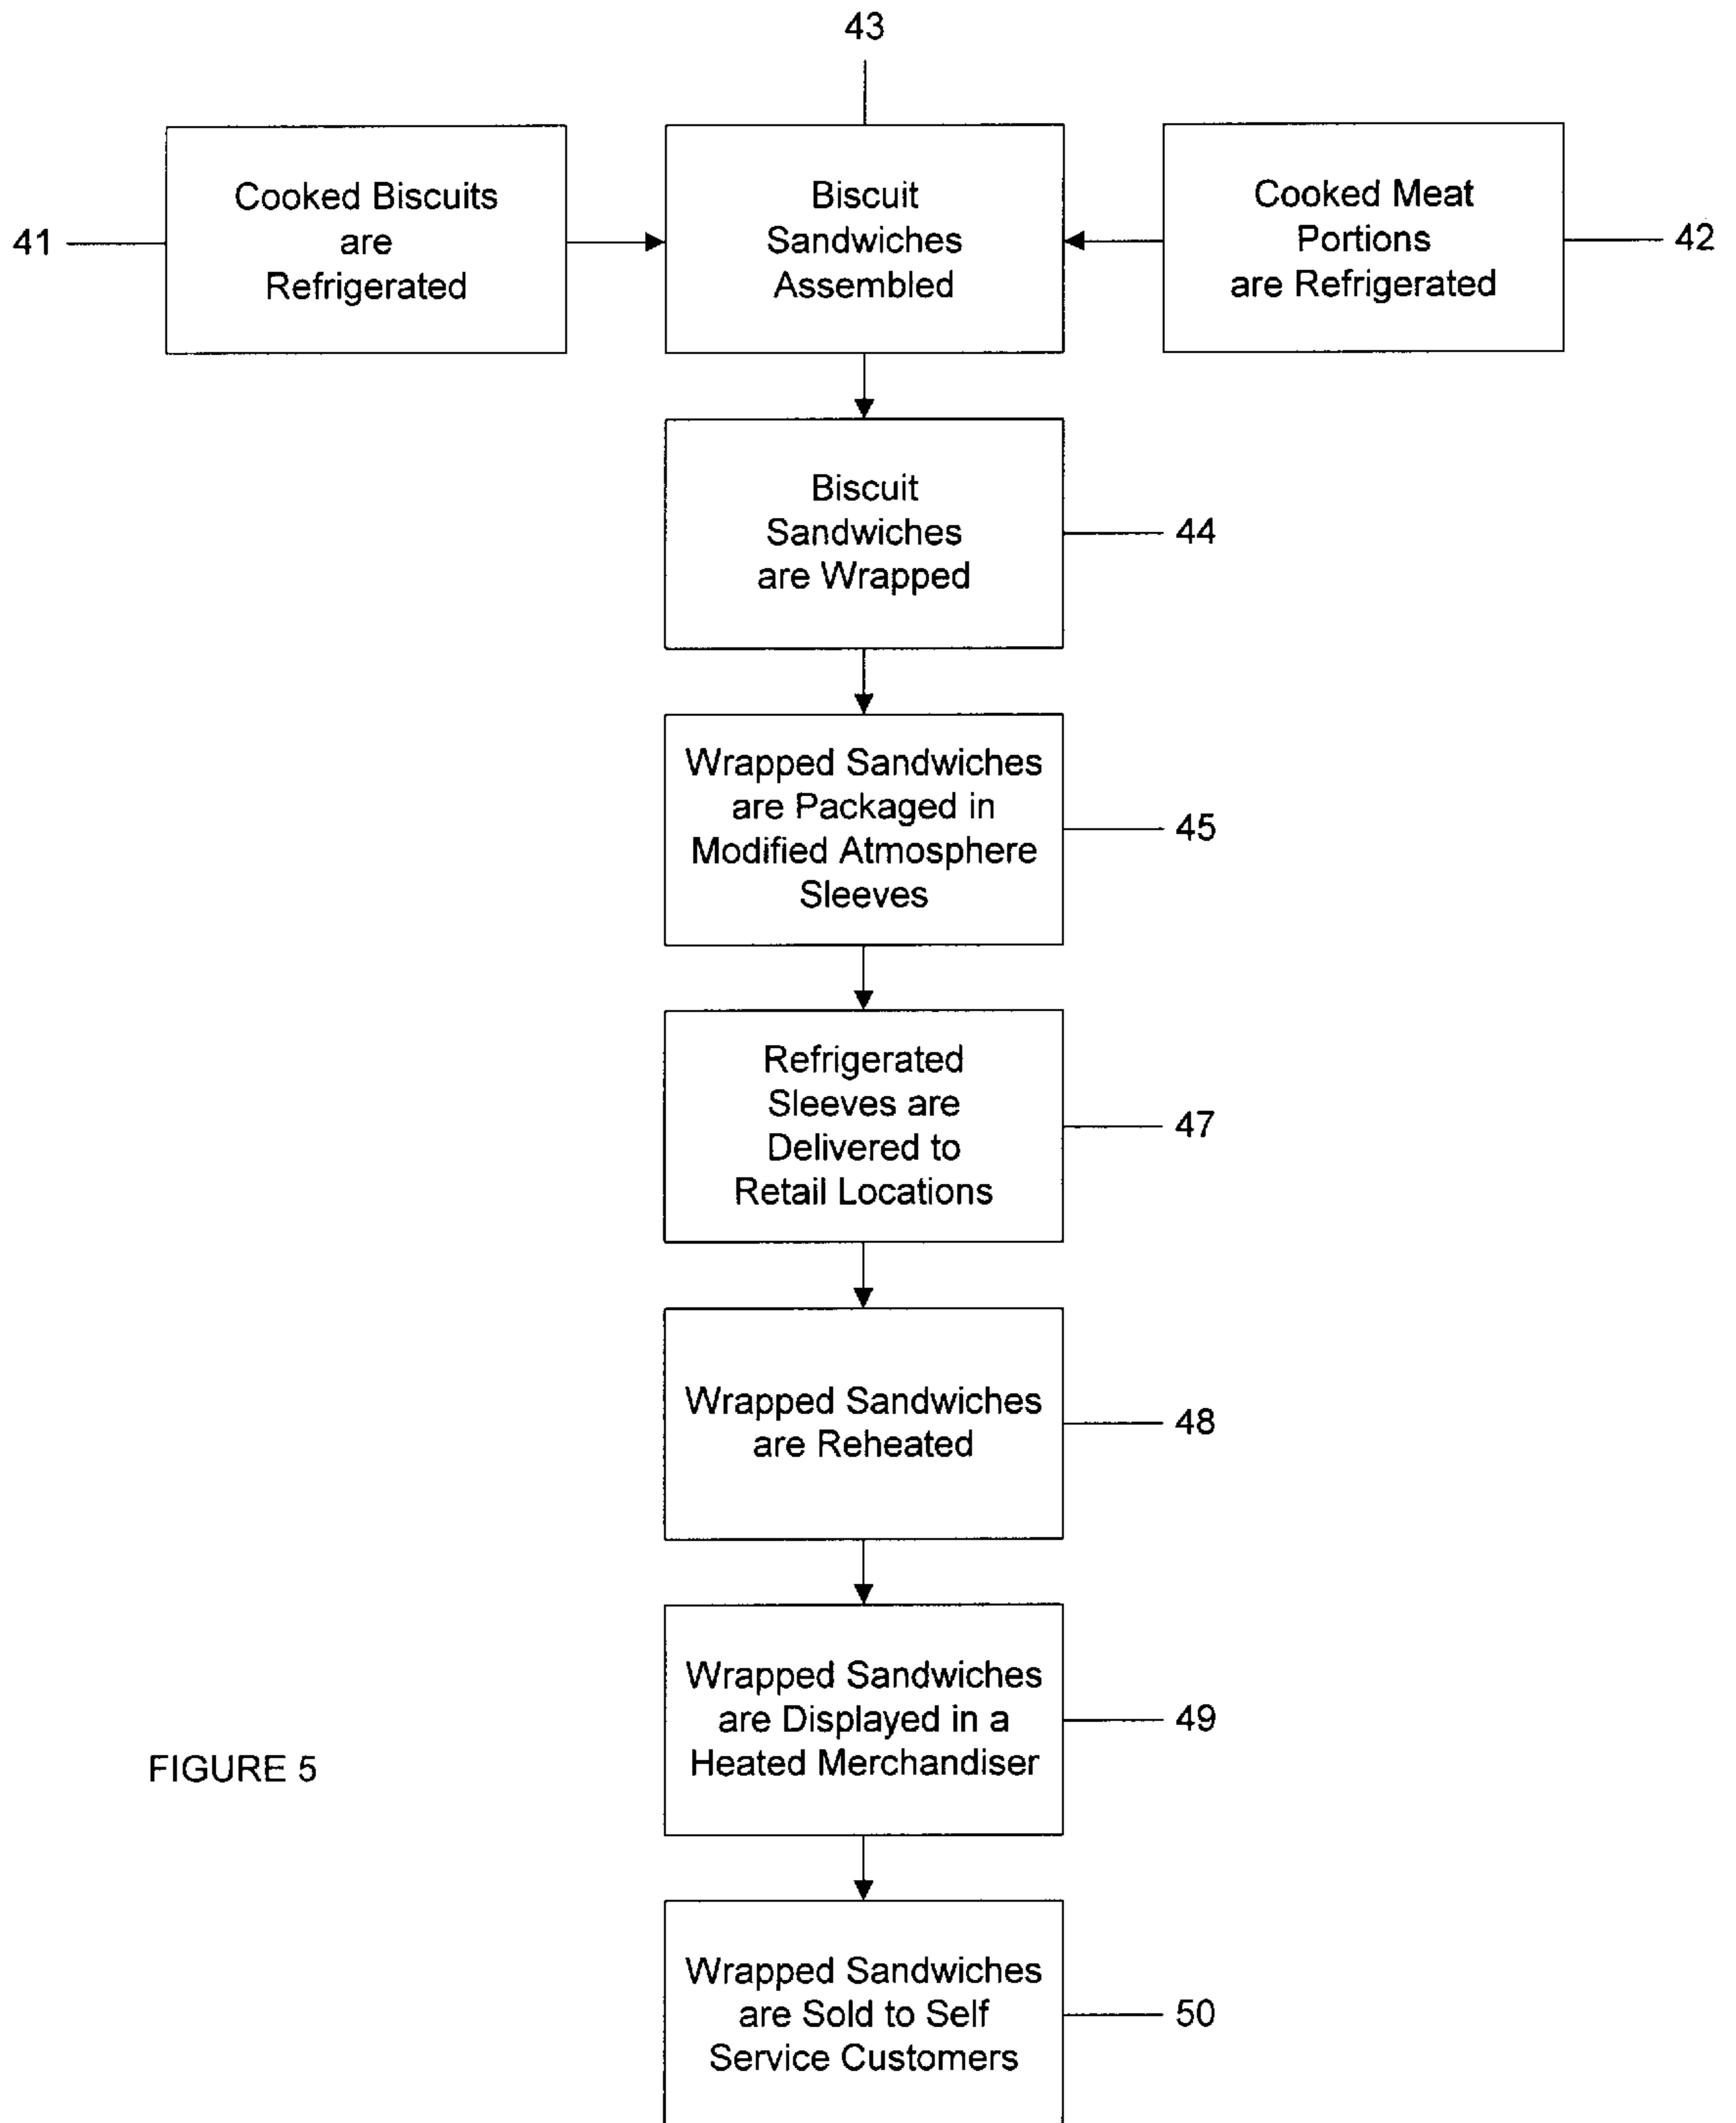 43
41
Cooked Biscuits
are
Refrigerated
Biscuit
Sandwiches
Assembled
Cooked Meat
Portions
are Refrigerated
42
Biscuit
Sandwiches
are Wrapped
44
Wrapped Sandwiches
are Packaged in
Modified Atmosphere
Sleeves
45
Refrigerated
Sleeves are
Delivered to
Retail Locations
47
Wrapped Sandwiches
are Reheated
48
Wrapped Sandwiches
are Displayed in a
Heated Merchandiser
49
FIGURE 5
Wrapped Sandwiches
are Sold to Self
Service Customers
50